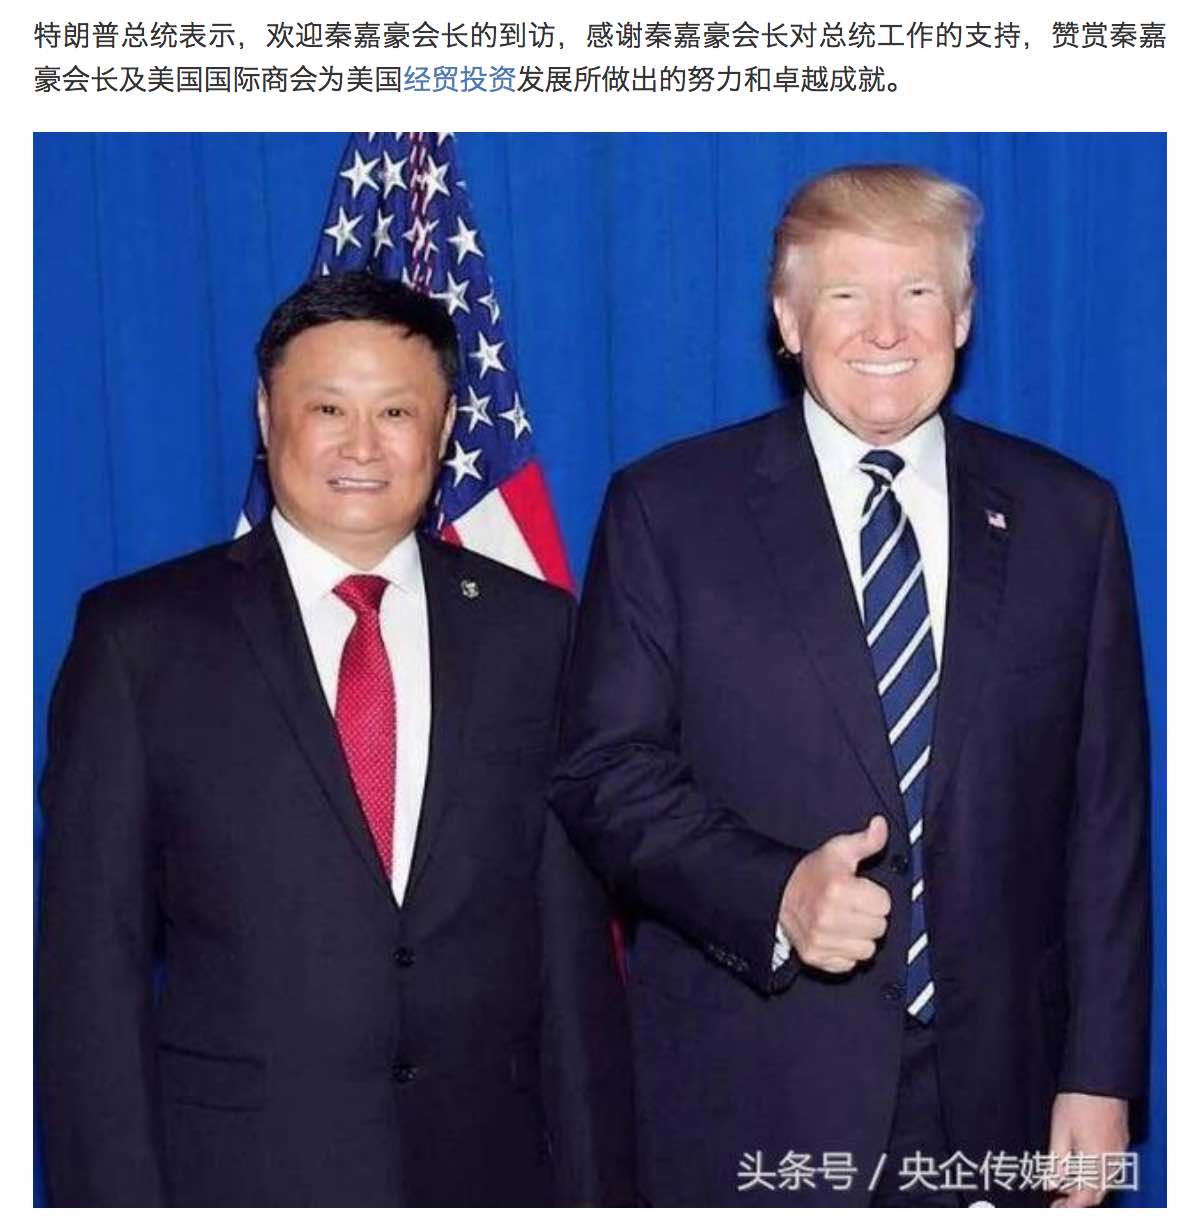 特朗普总统表示，欢迎秦嘉豪会长的到访，感谢秦嘉豪会长对总统工作的支持，赞赏秦嘉
豪会长及美国国际商会为美国经贸投资发展所做出的努力和卓越成就。
头条号 / 央企传媒集团